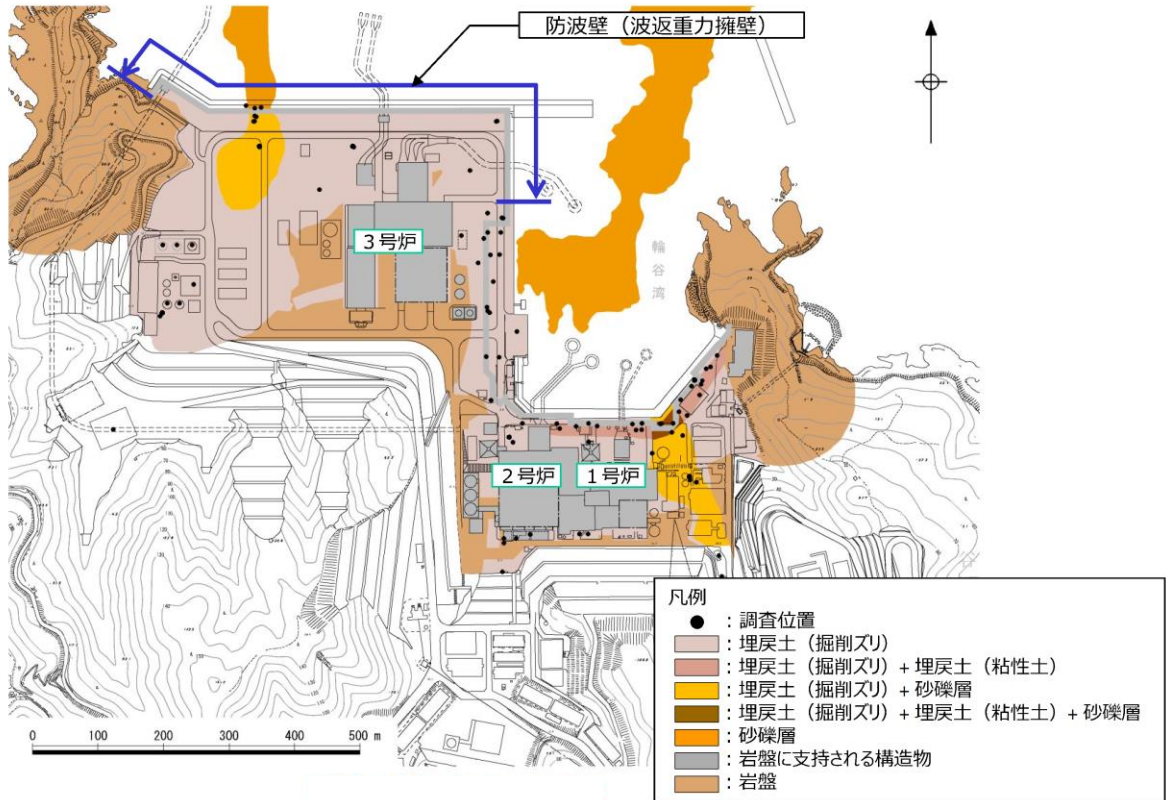 防波壁（波返重力擁壁）
3号炉
輪谷湾
2号炉
1号炉
凡例
● ：調査位置
：埋戻土（掘削ズリ）
：埋戻土（掘削ズリ）+ 埋戻土（粘性土）
：埋戻土（掘削ズリ）+ 砂礫層
：埋戻土（掘削ズリ）+ 埋戻土（粘性土）+ 砂礫層
：砂礫層
：岩盤に支持される構造物
：岩盤
0 100 200 300 400 500 m